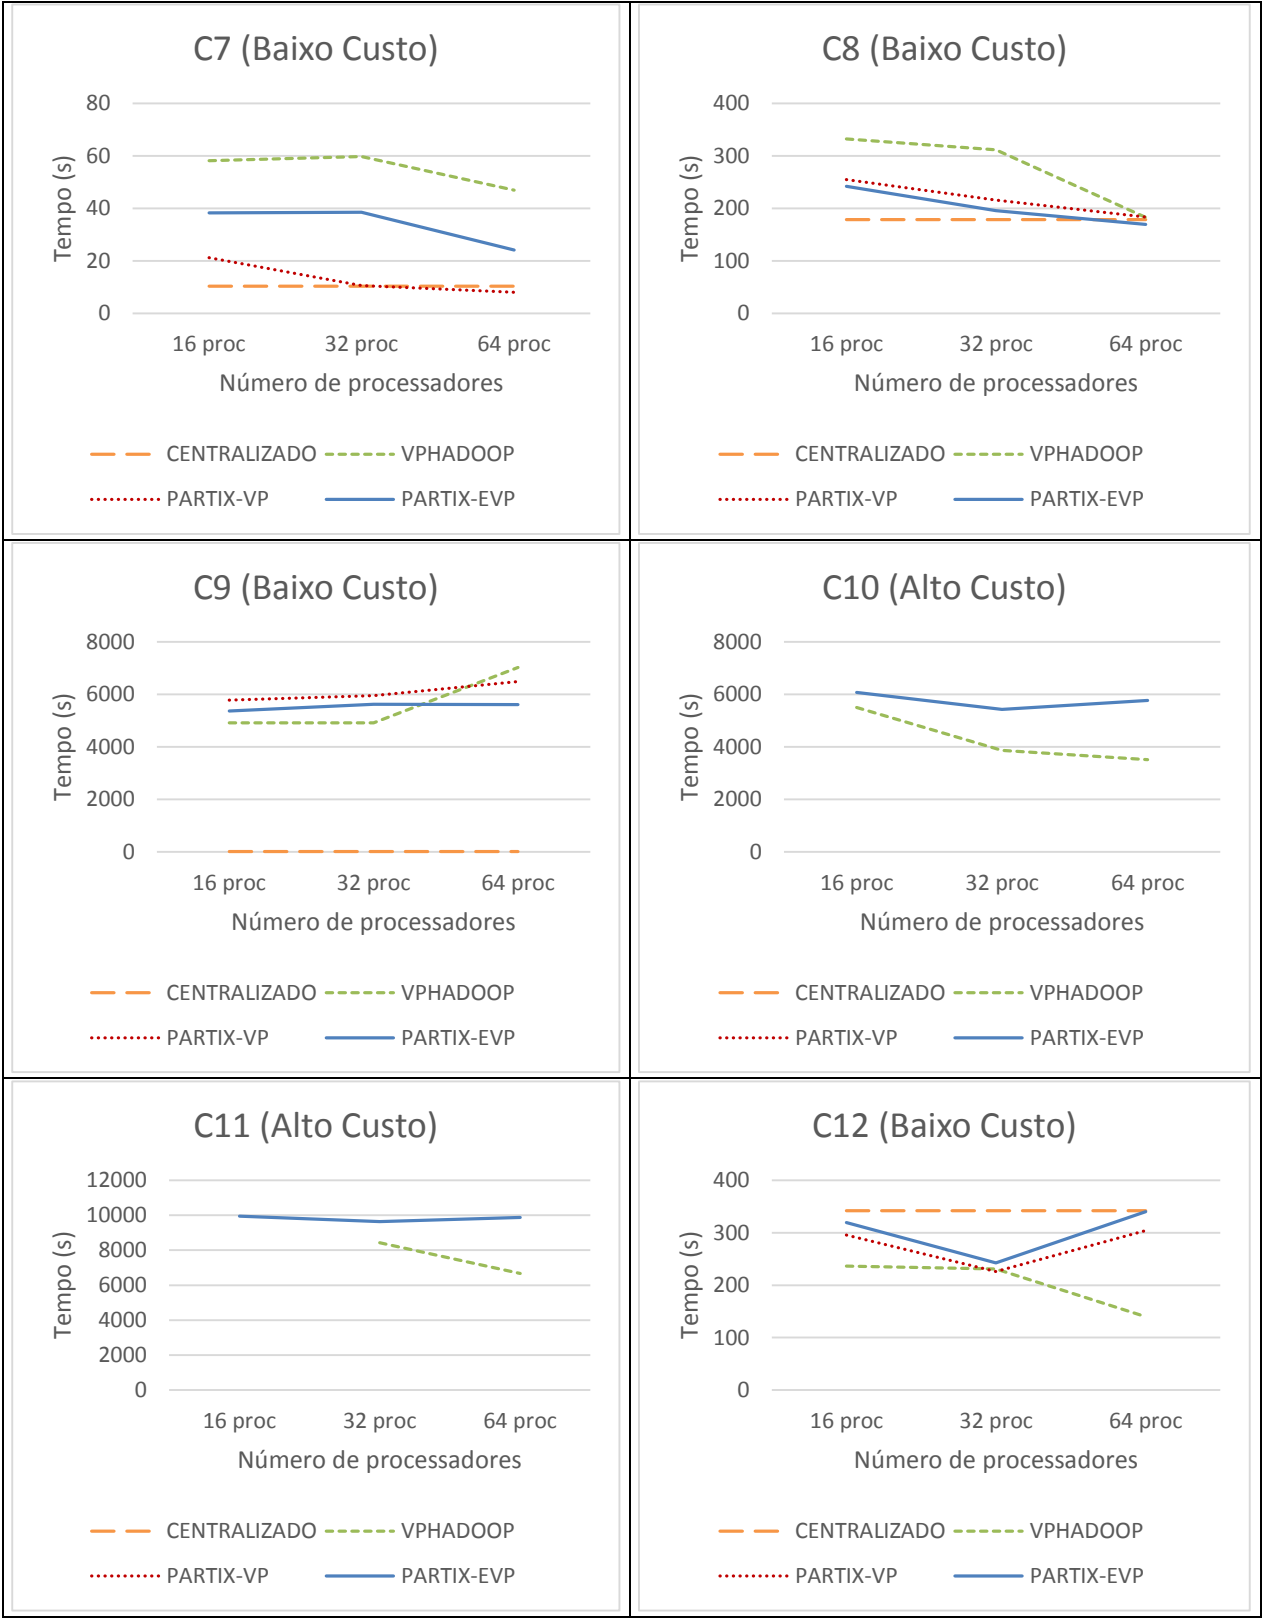 C7 (Baixo Custo)
80
60
40
20
0
Tempo (s)
16 proc 32 proc 64 proc
Número de processadores
CENTRALIZADO VPHADOOP
PARTIX-VP PARTIX-EVP
C8 (Baixo Custo)
400
300
200
100
0
Tempo (s)
16 proc 32 proc 64 proc
Número de processadores
CENTRALIZADO VPHADOOP
PARTIX-VP PARTIX-EVP
C9 (Baixo Custo)
8000
6000
4000
2000
0
Tempo (s)
16 proc 32 proc 64 proc
Número de processadores
CENTRALIZADO VPHADOOP
PARTIX-VP PARTIX-EVP
C10 (Alto Custo)
8000
6000
4000
2000
0
Tempo (s)
16 proc 32 proc 64 proc
Número de processadores
CENTRALIZADO VPHADOOP
PARTIX-VP PARTIX-EVP
C11 (Alto Custo)
12000
10000
8000
6000
4000
2000
0
Tempo (s)
16 proc 32 proc 64 proc
Número de processadores
CENTRALIZADO VPHADOOP
PARTIX-VP PARTIX-EVP
C12 (Baixo Custo)
400
300
200
100
0
Tempo (s)
16 proc 32 proc 64 proc
Número de processadores
CENTRALIZADO VPHADOOP
PARTIX-VP PARTIX-EVP